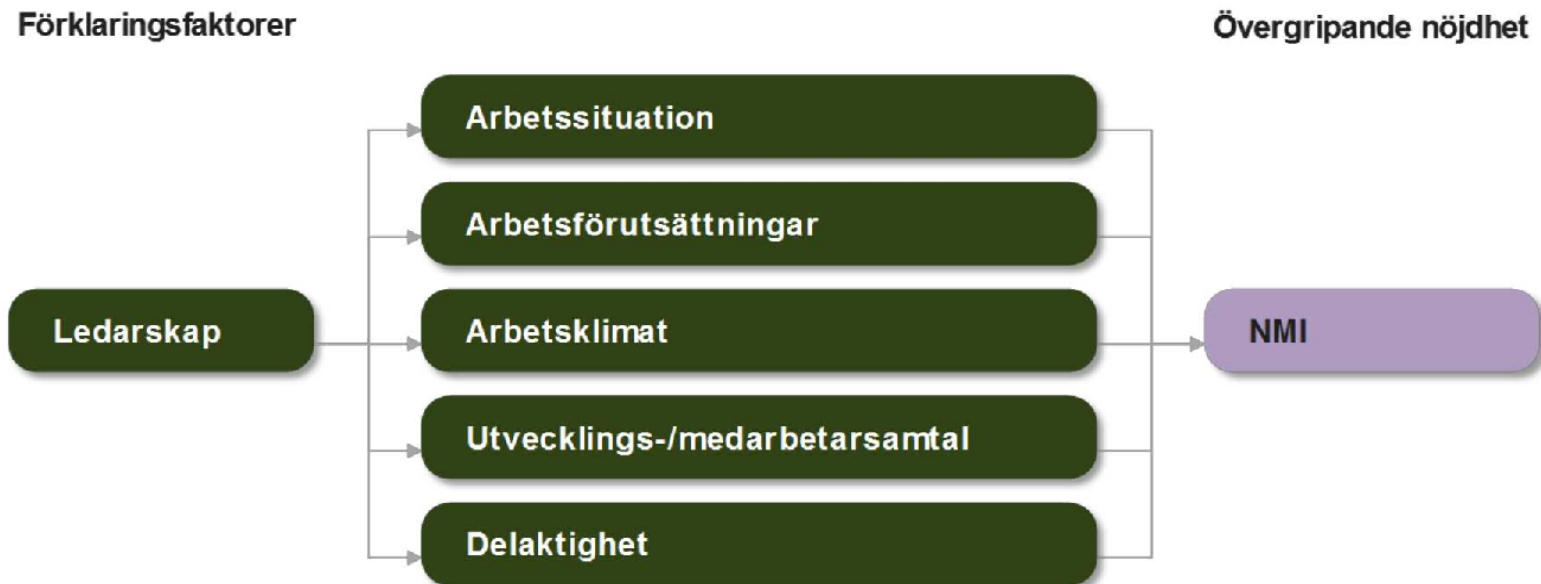 Förklaringsfaktorer
Övergripande nöjdhet
Arbetssituation
Arbetsförutsättningar
Ledarskap
Arbetsklimat
NMI
Utvecklings-/medarbetarsamtal
Delaktighet